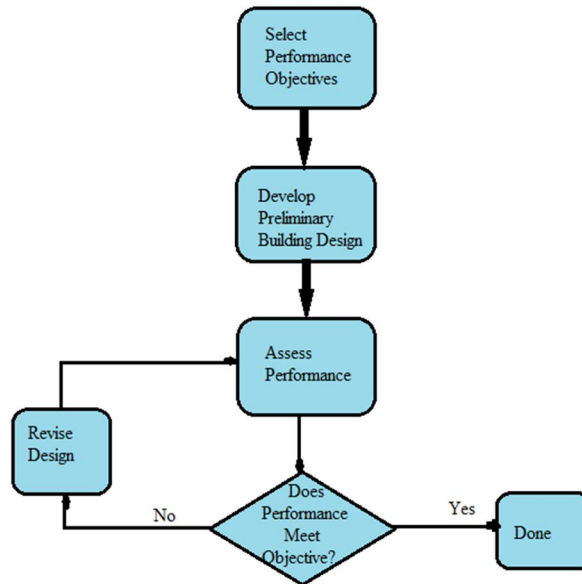 Select
Performance
Objectives
Develop
Preliminary
Building Design
Assess
Performance
Revise
Design
Does
Performance
Meet
Objective?
No
Yes
Done